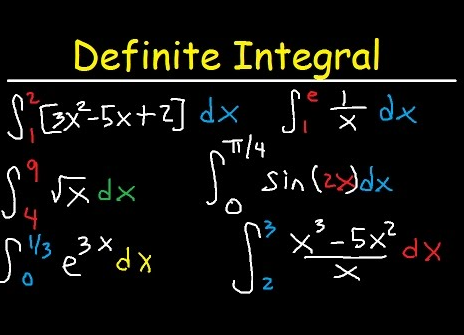 Definite Integral
∫₁² [3x²-5x+2] dx
∫₁ᵉ 1/x dx
∫₄⁹ √x dx
∫₀^(π/4) sin(2x)dx
∫₀^(1/3) e^(3x) dx
∫₂³ (x³-5x²)/x dx